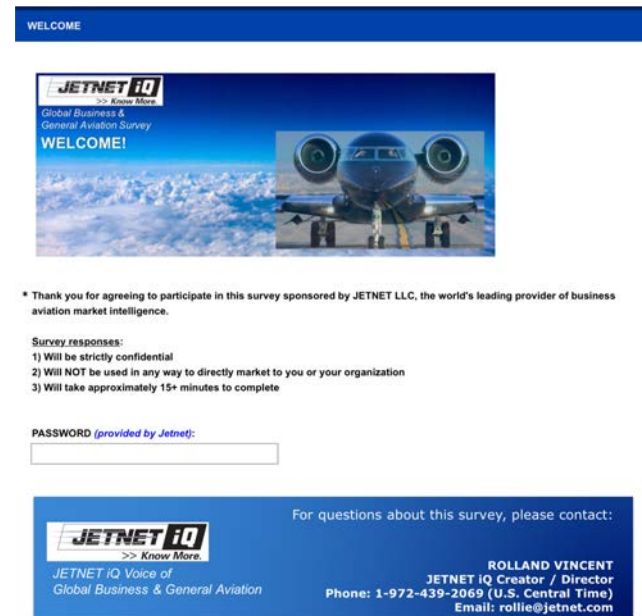 WELCOME
JETNET iQ
>> Know More.
Global Business &
General Aviation Survey
WELCOME!
* Thank you for agreeing to participate in this survey sponsored by JETNET LLC, the world's leading provider of business
aviation market intelligence.
Survey responses:
1) Will be strictly confidential
2) Will NOT be used in any way to directly market to you or your organization
3) Will take approximately 15+ minutes to complete
PASSWORD (provided by Jetnet):
For questions about this survey, please contact:
JETNET iQ
>> Know More.
JETNET iQ Voice of
Global Business & General Aviation
ROLLAND VINCENT
JETNET iQ Creator / Director
Phone: 1-972-439-2069 (U.S. Central Time)
Email: rollie@jetnet.com